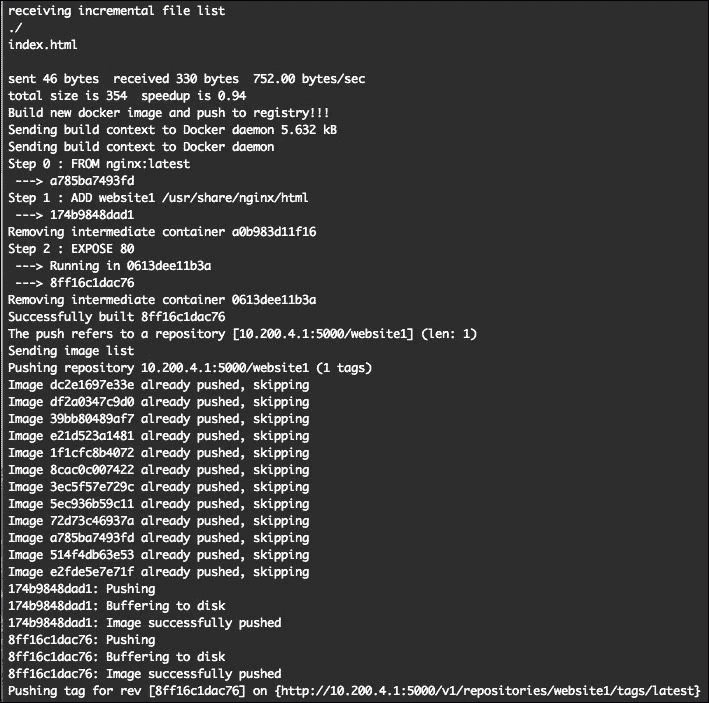 receiving incremental file list
./
index.html
sent 46 bytes  received 330 bytes  752.00 bytes/sec
total size is 354  speedup is 0.94
Build new docker image and push to registry!!!
Sending build context to Docker daemon 5.632 kB
Sending build context to Docker daemon
Step 0 : FROM nginx:latest
 ---> a785ba7493fd
Step 1 : ADD website1 /usr/share/nginx/html
 ---> 174b9848dad1
Removing intermediate container a0b983d11f16
Step 2 : EXPOSE 80
 ---> Running in 0613dee11b3a
 ---> 8ff16c1dac76
Removing intermediate container 0613dee11b3a
Successfully built 8ff16c1dac76
The push refers to a repository [10.200.4.1:5000/website1] (len: 1)
Sending image list
Pushing repository 10.200.4.1:5000/website1 (1 tags)
Image dc2e1697e33e already pushed, skipping
Image df2a0347c9d0 already pushed, skipping
Image 39bb80489af7 already pushed, skipping
Image e21d523a1481 already pushed, skipping
Image 1f1cfc8b4072 already pushed, skipping
Image 8cac0c007422 already pushed, skipping
Image 3ec5f57e729c already pushed, skipping
Image 5ec936b59c11 already pushed, skipping
Image 72d73c46937a already pushed, skipping
Image a785ba7493fd already pushed, skipping
Image 514f4db63e53 already pushed, skipping
Image e2fde5e7e71f already pushed, skipping
174b9848dad1: Pushing
174b9848dad1: Buffering to disk
174b9848dad1: Image successfully pushed
8ff16c1dac76: Pushing
8ff16c1dac76: Buffering to disk
8ff16c1dac76: Image successfully pushed
Pushing tag for rev [8ff16c1dac76] on {http://10.200.4.1:5000/v1/repositories/website1/tags/latest}